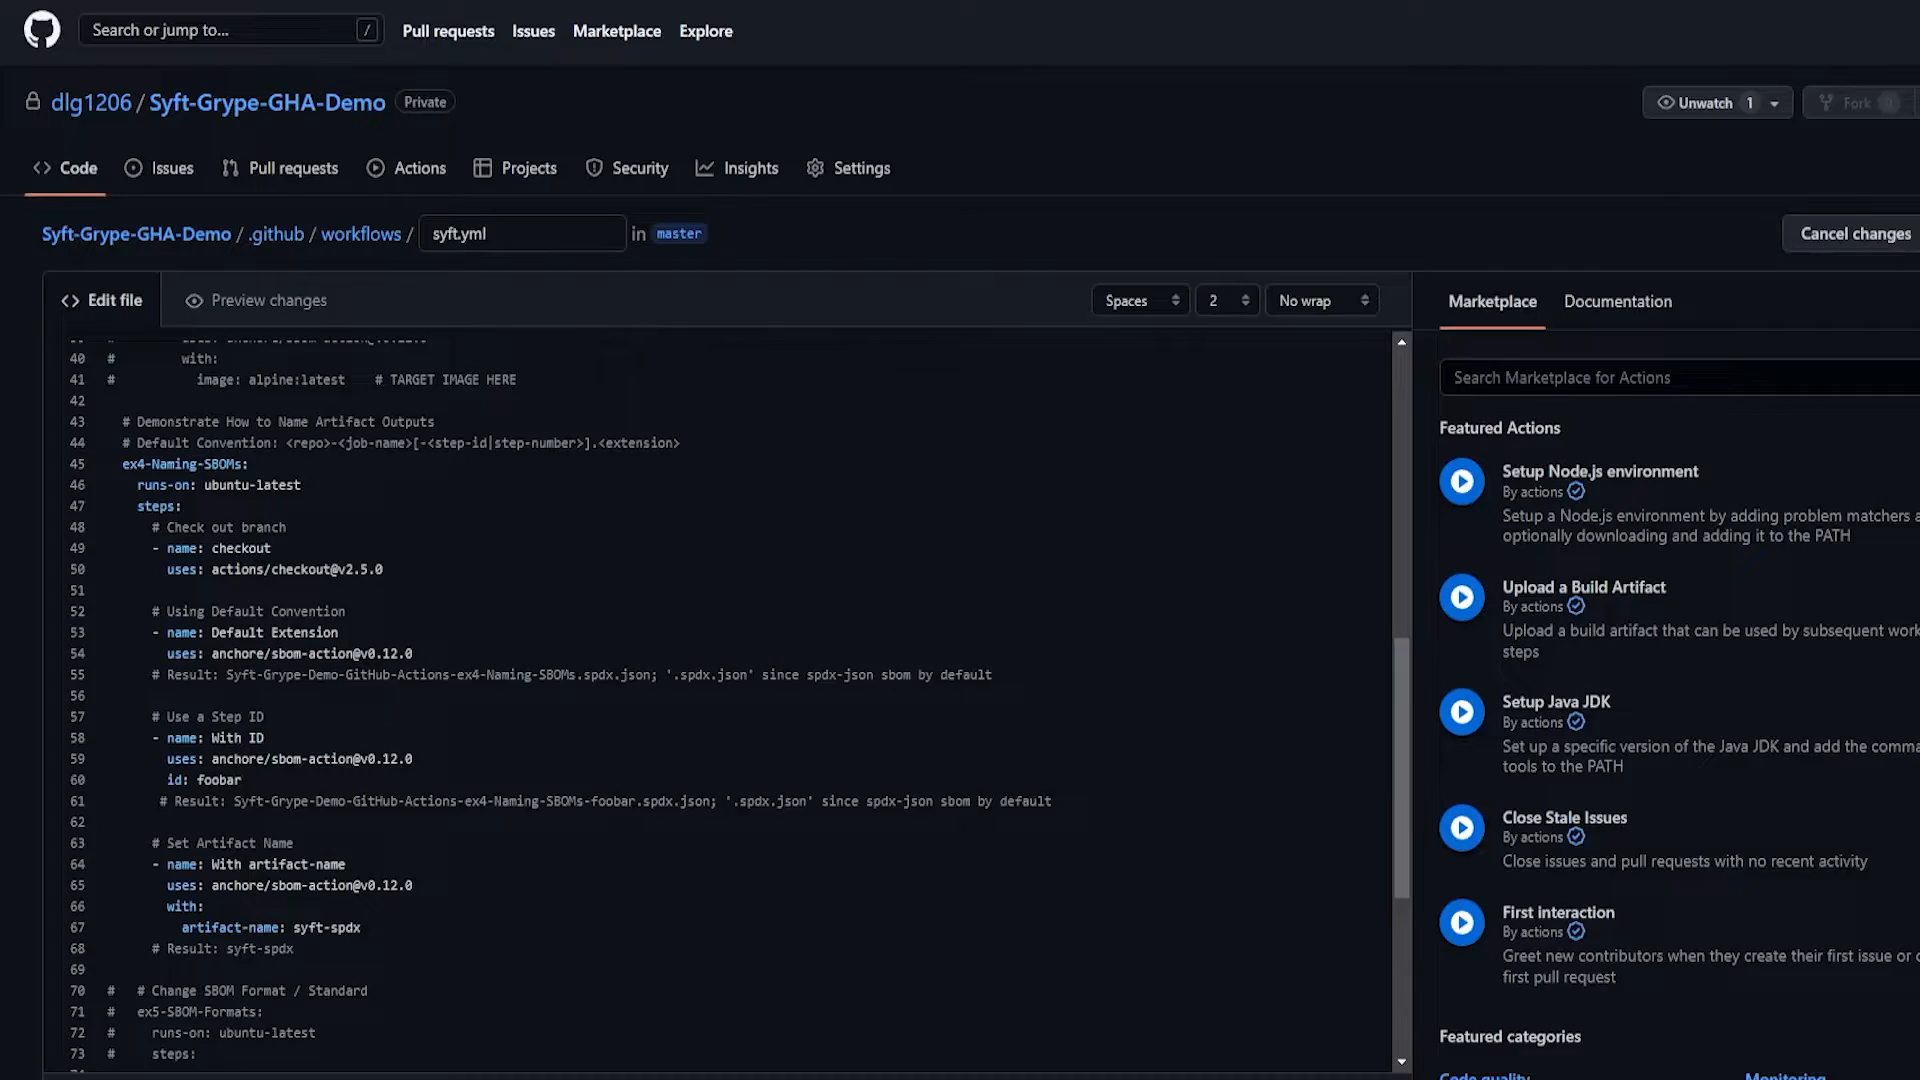 Search or jump to... /
Pull requests Issues Marketplace Explore
dlg1206 / Syft-Grype-GHA-Demo Private
Unwatch 1 Fork
Code Issues Pull requests Actions Projects Security Insights Settings
Syft-Grype-GHA-Demo / .github / workflows / syft.yml in master
Cancel changes
Edit file Preview changes
Spaces 2 No wrap
40 # with:
41 # image: alpine:latest # TARGET IMAGE HERE
42
43 # Demonstrate How to Name Artifact Outputs
44 # Default Convention: <repo>-<job-name>[-<step-id|step-number>].<extension>
45 ex4-Naming-SBOMs:
46 runs-on: ubuntu-latest
47 steps:
48 # Check out branch
49 - name: checkout
50 uses: actions/checkout@v2.5.0
51
52 # Using Default Convention
53 - name: Default Extension
54 uses: anchore/sbom-action@v0.12.0
55 # Result: Syft-Grype-Demo-GitHub-Actions-ex4-Naming-SBOMs.spdx.json; '.spdx.json' since spdx-json sbom by default
56
57 # Use a Step ID
58 - name: With ID
59 uses: anchore/sbom-action@v0.12.0
60 id: foobar
61 # Result: Syft-Grype-Demo-GitHub-Actions-ex4-Naming-SBOMs-foobar.spdx.json; '.spdx.json' since spdx-json sbom by default
62
63 # Set Artifact Name
64 - name: With artifact-name
65 uses: anchore/sbom-action@v0.12.0
66 with:
67 artifact-name: syft-spdx
68 # Result: syft-spdx
69
70 # # Change SBOM Format / Standard
71 # ex5-SBOM-Formats:
72 # runs-on: ubuntu-latest
73 # steps:
Marketplace Documentation
Search Marketplace for Actions
Featured Actions
Setup Node.js environment
By actions
Setup a Node.js environment by adding problem matchers a
optionally downloading and adding it to the PATH
Upload a Build Artifact
By actions
Upload a build artifact that can be used by subsequent work
steps
Setup Java JDK
By actions
Set up a specific version of the Java JDK and add the comma
tools to the PATH
Close Stale Issues
By actions
Close issues and pull requests with no recent activity
First interaction
By actions
Greet new contributors when they create their first issue or
first pull request
Featured categories
Code quality Monitoring